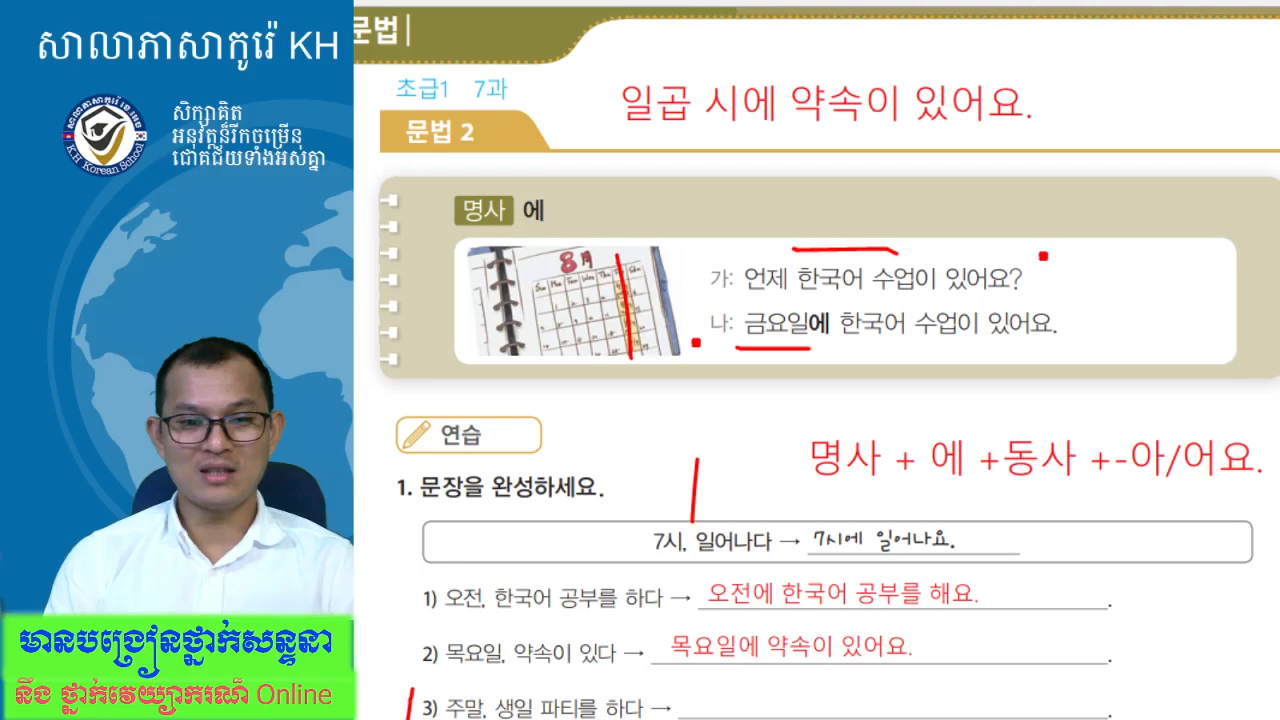 សាលាភាសាកូរ៉េ KH
សិក្សាគិត
អនុវត្តន៍រីកចម្រើន
ជោគជ័យទាំងអស់គ្នា
K.H Korean School
មានបង្រៀនថ្នាក់សន្ទនា
នឹង ថ្នាក់វេយ្យាករណ៍ Online
문법
초급1 7과
일곱 시에 약속이 있어요.
문법 2
명사 에
8月
가: 언제 한국어 수업이 있어요?
나: 금요일에 한국어 수업이 있어요.
연습
명사 + 에 +동사 +-아/어요.
1. 문장을 완성하세요.
7시, 일어나다 → 7시에 일어나요.
1) 오전, 한국어 공부를 하다 → 오전에 한국어 공부를 해요.
2) 목요일, 약속이 있다 → 목요일에 약속이 있어요.
3) 주말, 생일 파티를 하다 →